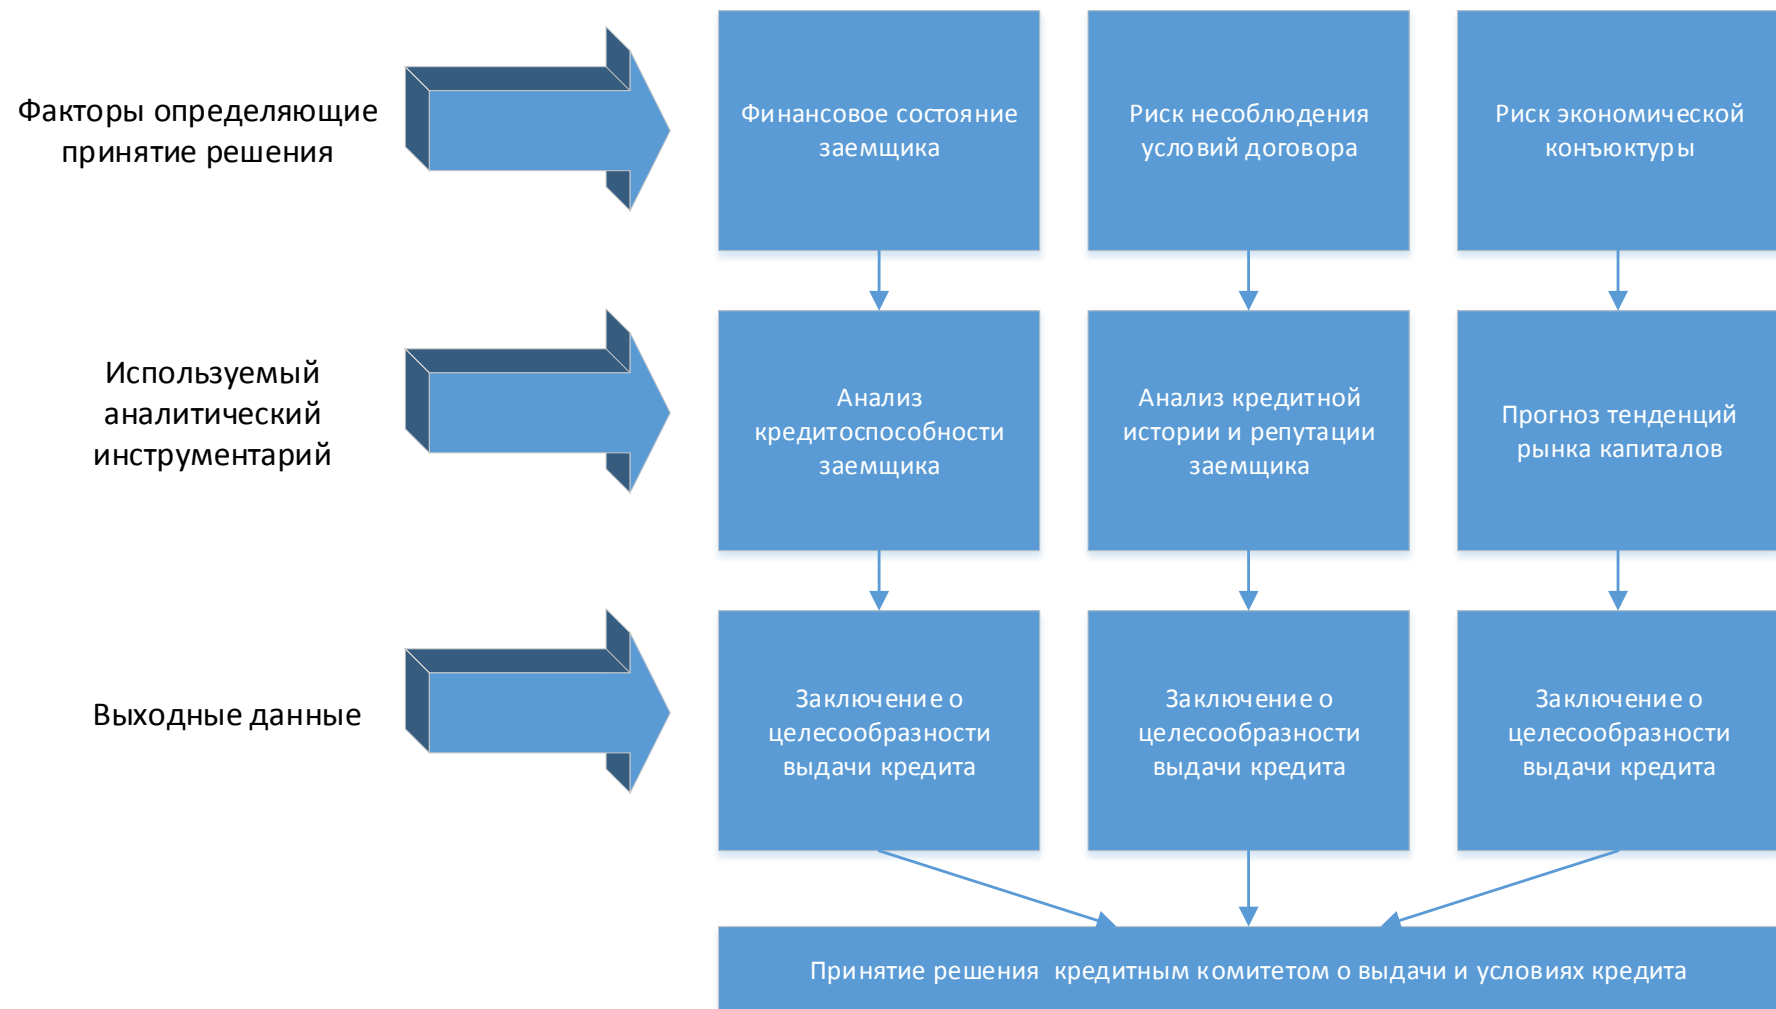 Факторы определяющие
принятие решения
Финансовое состояние
заемщика
Риск несоблюдения
условий договора
Риск экономической
конъюктуры
Используемый
аналитический
инструментарий
Анализ
кредитоспособности
заемщика
Анализ кредитной
истории и репутации
заемщика
Прогноз тенденций
рынка капиталов
Выходные данные
Заключение о
целесообразности
выдачи кредита
Заключение о
целесообразности
выдачи кредита
Заключение о
целесообразности
выдачи кредита
Принятие решения кредитным комитетом о выдачи и условиях кредита